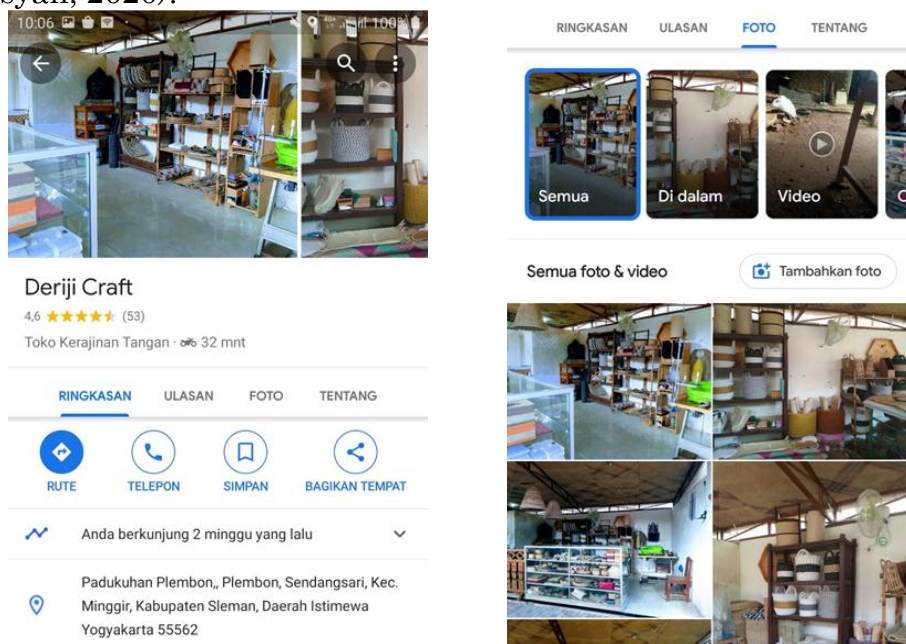 10:06 100%
Deriji Craft
4,6 (53)
Toko Kerajinan Tangan · 32 mnt
RINGKASAN ULASAN FOTO TENTANG
RUTE TELEPON SIMPAN BAGIKAN TEMPAT
Anda berkunjung 2 minggu yang lalu
Padukuhan Plembon,, Plembon, Sendangsari, Kec.
Minggir, Kabupaten Sleman, Daerah Istimewa
Yogyakarta 55562
RINGKASAN ULASAN FOTO TENTANG
Semua Di dalam Video
Semua foto & video Tambahkan foto